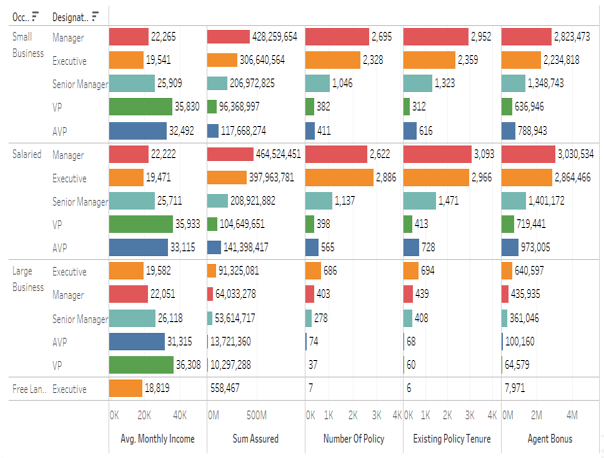 Occ.. Designat..
Small Business Manager 22,265 428,259,654 2,695 2,952 2,823,473
Executive 19,541 306,640,564 2,328 2,359 2,234,818
Senior Manager 25,909 206,972,825 1,046 1,323 1,348,743
VP 35,830 96,368,997 382 312 636,946
AVP 32,492 117,668,274 411 616 788,943
Salaried Manager 22,222 464,524,451 2,622 3,093 3,030,534
Executive 19,471 397,963,781 2,886 2,966 2,864,466
Senior Manager 25,711 208,921,882 1,137 1,471 1,401,172
VP 35,933 104,649,651 398 413 719,441
AVP 33,115 141,398,417 565 728 973,005
Large Business Executive 19,582 91,325,081 686 694 640,597
Manager 22,051 64,033,278 403 439 435,935
Senior Manager 26,118 53,614,717 278 408 361,046
AVP 31,315 13,721,360 74 68 100,160
VP 36,308 10,297,288 37 60 64,579
Free Lan.. Executive 18,819 558,467 7 6 7,971
0K 20K 40K 0M 500M 0K 1K 2K 3K 4K 0K 1K 2K 3K 4K 0M 2M 4M
Avg. Monthly Income Sum Assured Number Of Policy Existing Policy Tenure Agent Bonus